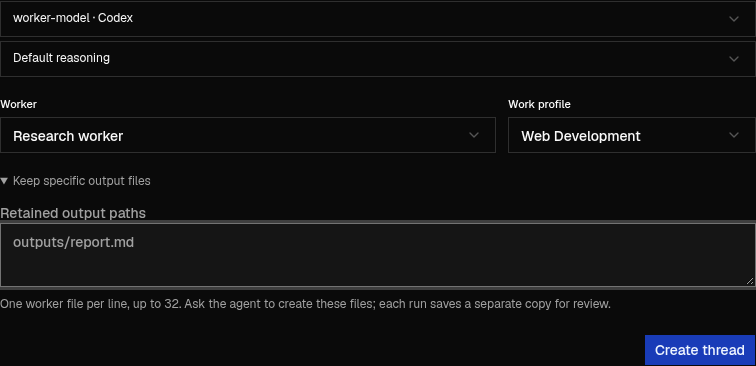 worker-model · Codex
Default reasoning
Worker
Work profile
Research worker
Web Development
▼ Keep specific output files
Retained output paths
outputs/report.md
One worker file per line, up to 32. Ask the agent to create these files; each run saves a separate copy for review.
Create thread